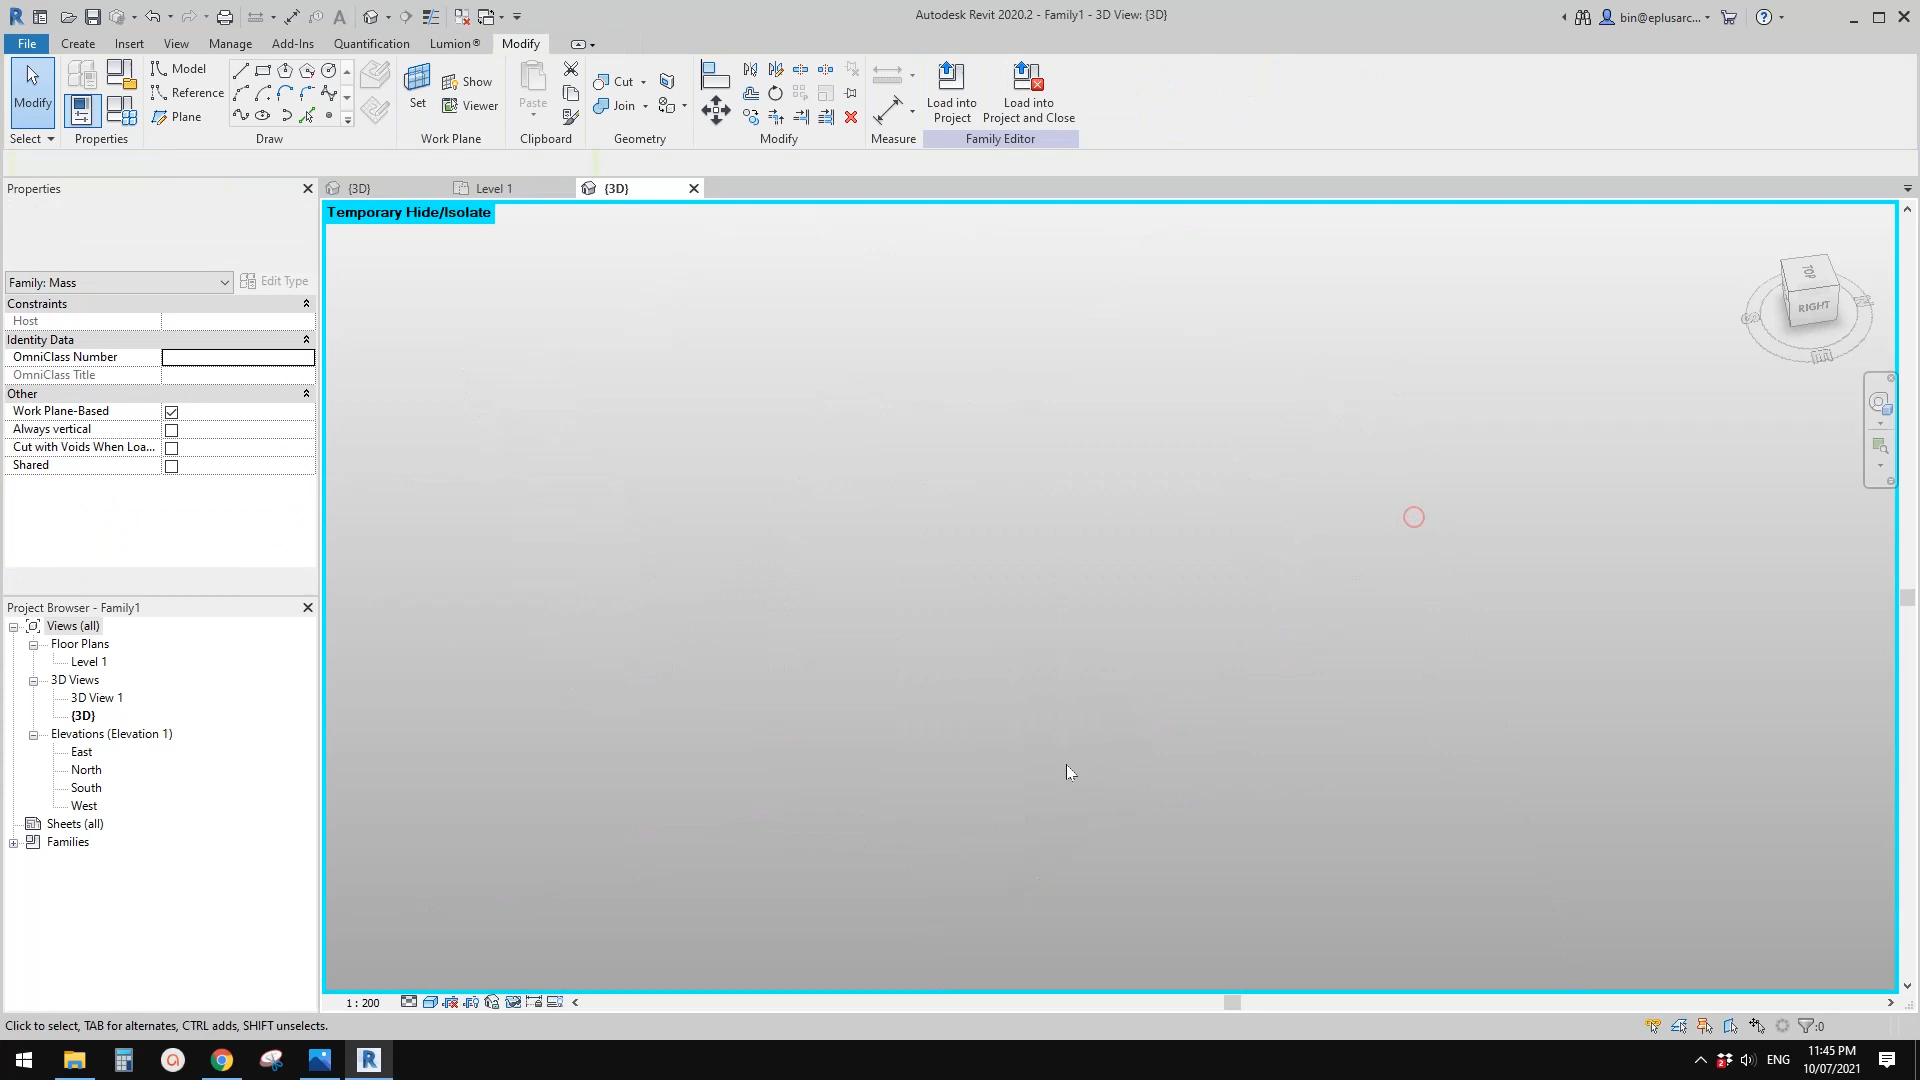 Autodesk Revit 2020.2 - Family1 - 3D View: {3D}
bin@eplusarc...
File Create Insert View Manage Add-Ins Quantification Lumion® Modify
Modify
Model
Reference
Plane
Set
Show
Viewer
Paste
Cut
Join
Load into
Project
Load into
Project and Close
Select Properties Draw Work Plane Clipboard Geometry Modify Measure Family Editor
Properties
{3D} Level 1 {3D}
Temporary Hide/Isolate
TOP
RIGHT
S
E
N
Family: Mass
Edit Type
Constraints
Host
Identity Data
OmniClass Number
OmniClass Title
Other
Work Plane-Based
Always vertical
Cut with Voids When Loa...
Shared
Project Browser - Family1
Views (all)
Floor Plans
Level 1
3D Views
3D View 1
{3D}
Elevations (Elevation 1)
East
North
South
West
Sheets (all)
Families
1 : 200
Click to select, TAB for alternates, CTRL adds, SHIFT unselects.
:0
ENG
11:45 PM
10/07/2021